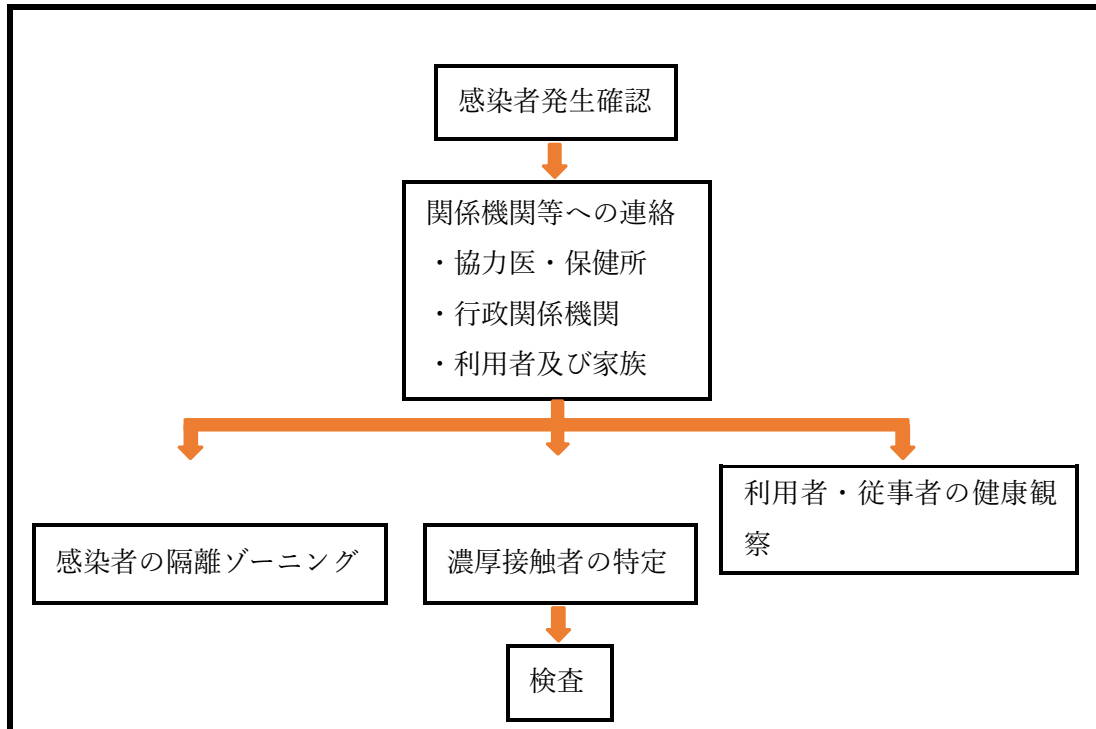 感染者発生確認
関係機関等への連絡
・協力医・保健所
・行政関係機関
・利用者及び家族
感染者の隔離ゾーニング
濃厚接触者の特定
利用者・従事者の健康観
察
検査